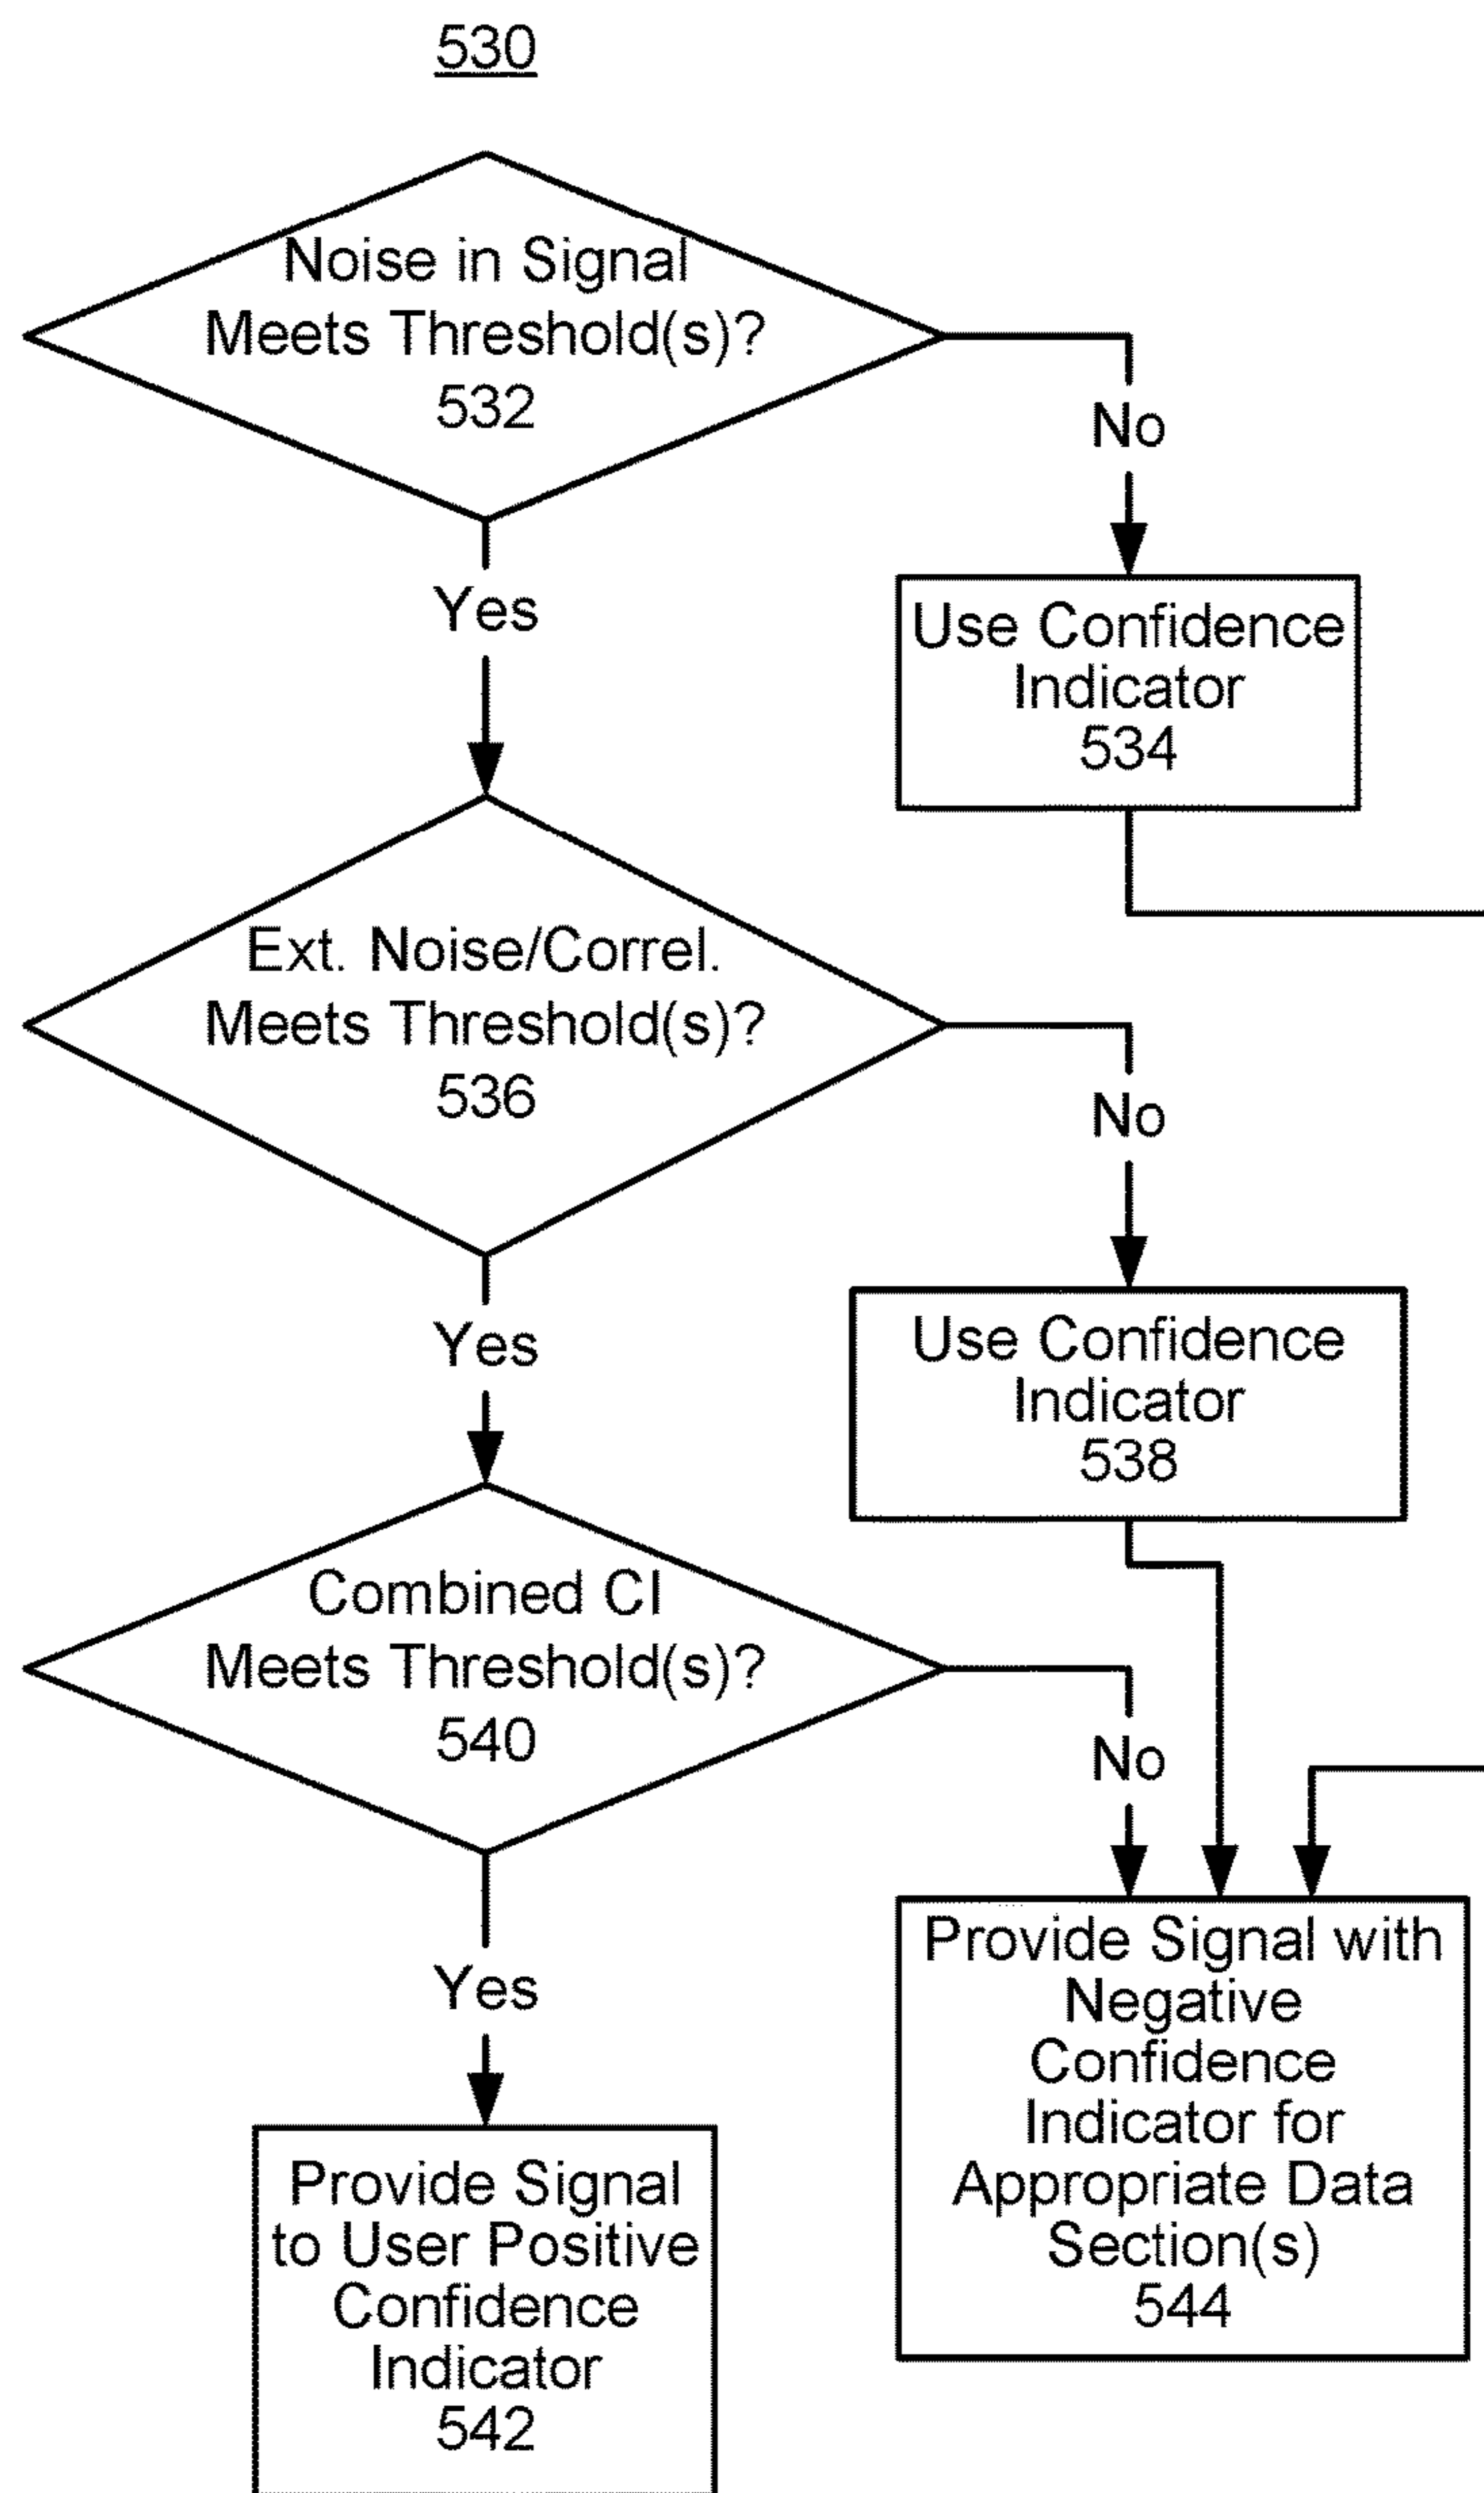 530
Noise in Signal
Meets Threshold(s)?
532
No
Yes
Use Confidence
Indicator
534
Ext. Noise/Correl.
Meets Threshold(s)?
536
No
Yes
Use Confidence
Indicator
538
Combined CI
Meets Threshold(s)?
540
No
Yes
Provide Signal with
Negative
Confidence
Indicator for
Appropriate Data
Section(s)
544
Provide Signal
to User Positive
Confidence
Indicator
542